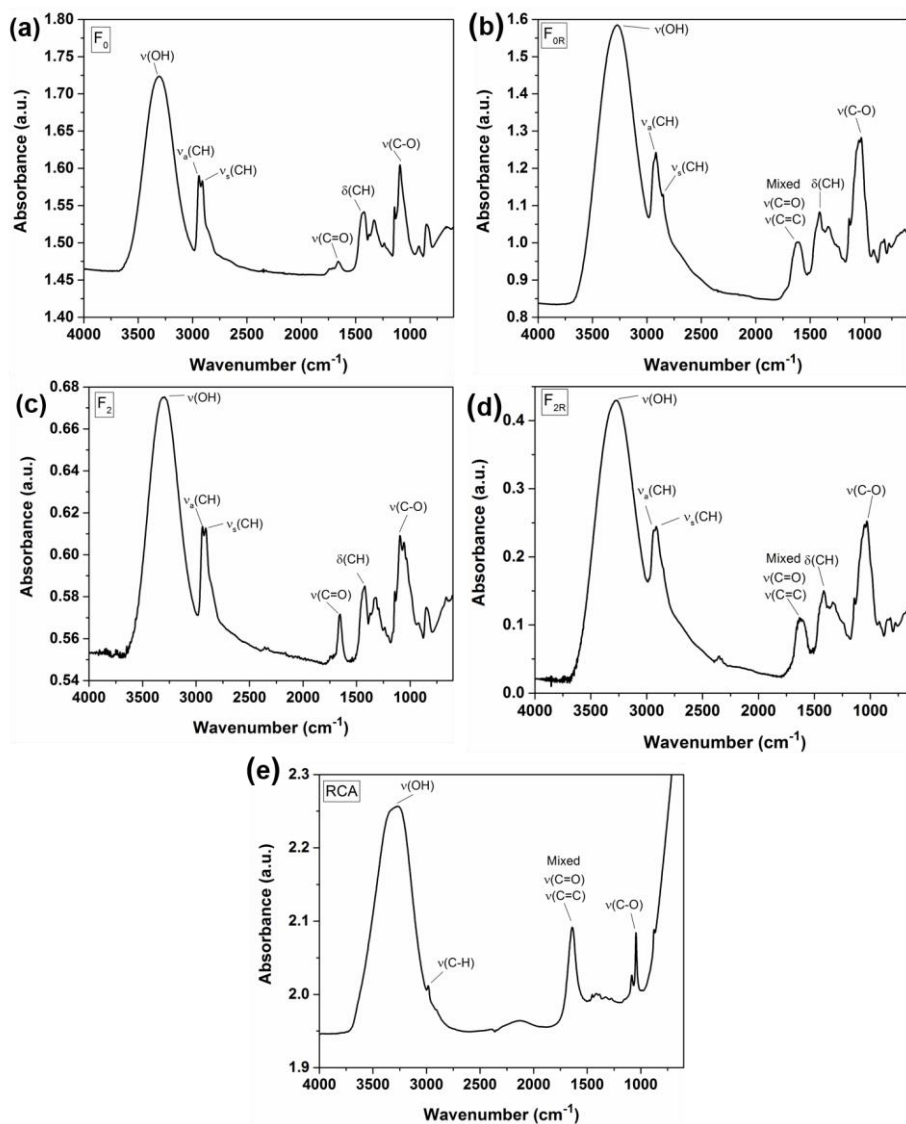 (a)
F0
ν(OH)
νa(CH)
νs(CH)
ν(C=O)
δ(CH)
ν(C-O)
1.80
1.75
1.70
1.65
1.60
1.55
1.50
1.45
1.40
Absorbance (a.u.)
4000 3500 3000 2500 2000 1500 1000
Wavenumber (cm-1)
(b)
F0R
ν(OH)
νa(CH)
νs(CH)
Mixed
ν(C=O)
ν(C=C)
δ(CH)
ν(C-O)
1.6
1.5
1.4
1.3
1.2
1.1
1.0
0.9
0.8
Absorbance (a.u.)
4000 3500 3000 2500 2000 1500 1000
Wavenumber (cm-1)
(c)
F2
ν(OH)
νa(CH)
νs(CH)
ν(C=O)
δ(CH)
ν(C-O)
0.68
0.66
0.64
0.62
0.60
0.58
0.56
0.54
Absorbance (a.u.)
4000 3500 3000 2500 2000 1500 1000
Wavenumber (cm-1)
(d)
F2R
ν(OH)
νa(CH)
νs(CH)
Mixed
ν(C=O)
ν(C=C)
δ(CH)
ν(C-O)
0.4
0.3
0.2
0.1
0.0
Absorbance (a.u.)
4000 3500 3000 2500 2000 1500 1000
Wavenumber (cm-1)
(e)
RCA
ν(OH)
ν(C-H)
Mixed
ν(C=O)
ν(C=C)
ν(C-O)
2.3
2.2
2.1
2.0
1.9
Absorbance (a.u.)
4000 3500 3000 2500 2000 1500 1000
Wavenumber (cm-1)